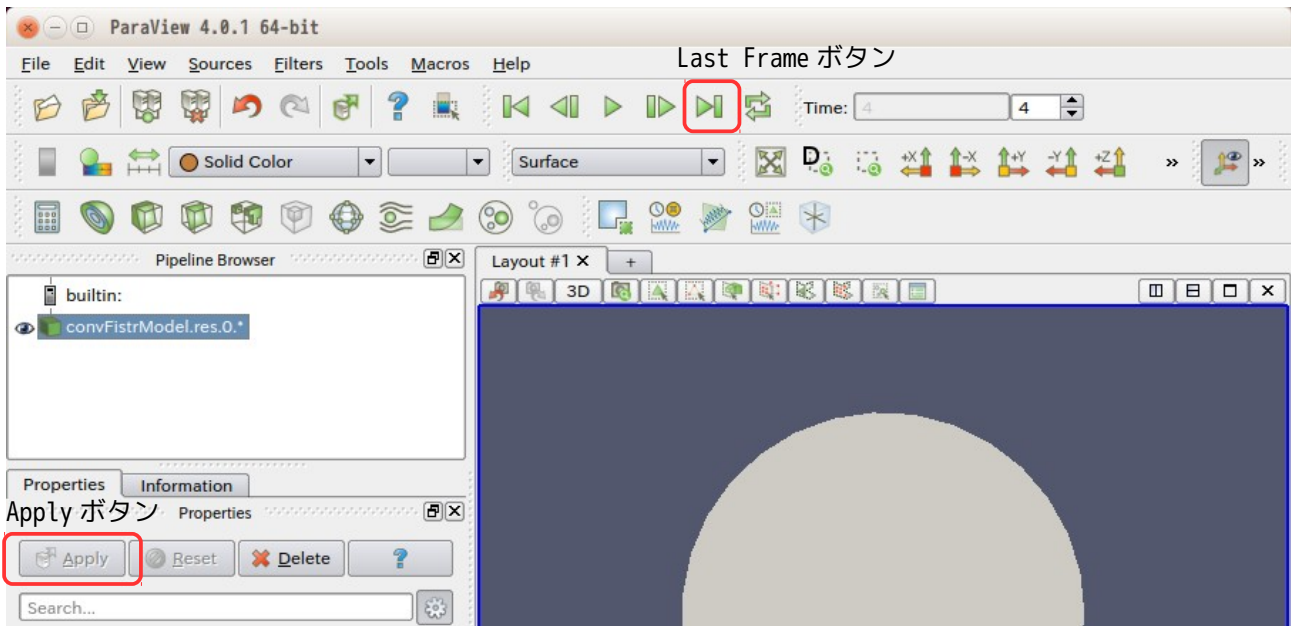 ParaView 4.0.1 64-bit
Last Frame ボタン
File Edit View Sources Filters Tools Macros Help
Time: 4 4
Solid Color Surface +X -X +Y -Y +Z » »
Pipeline Browser
Layout #1 × +
builtin:
3D
convFistrModel.res.0.*
Properties Information
Apply ボタン Properties
Apply Reset Delete ?
Search...